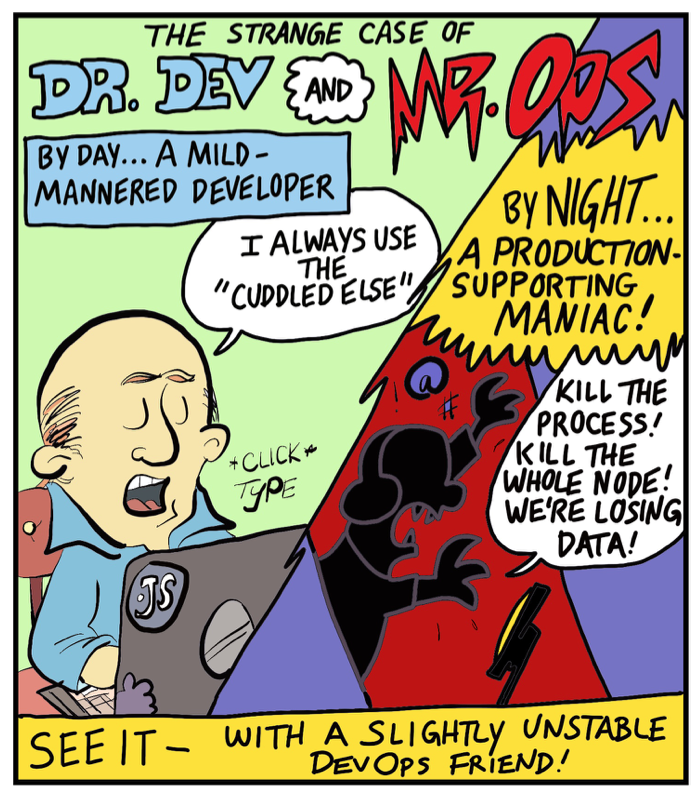 THE STRANGE CASE OF
DR. DEV AND MR. OPS
BY DAY... A MILD-
MANNERED DEVELOPER
I ALWAYS USE
THE
"CUDDLED ELSE"
*CLICK*
TYPE
.JS
BY NIGHT...
A PRODUCTION-
SUPPORTING
MANIAC!
! @ #
KILL THE
PROCESS!
KILL THE
WHOLE NODE!
WE'RE LOSING
DATA!
SEE IT - WITH A SLIGHTLY UNSTABLE
DEVOPS FRIEND!